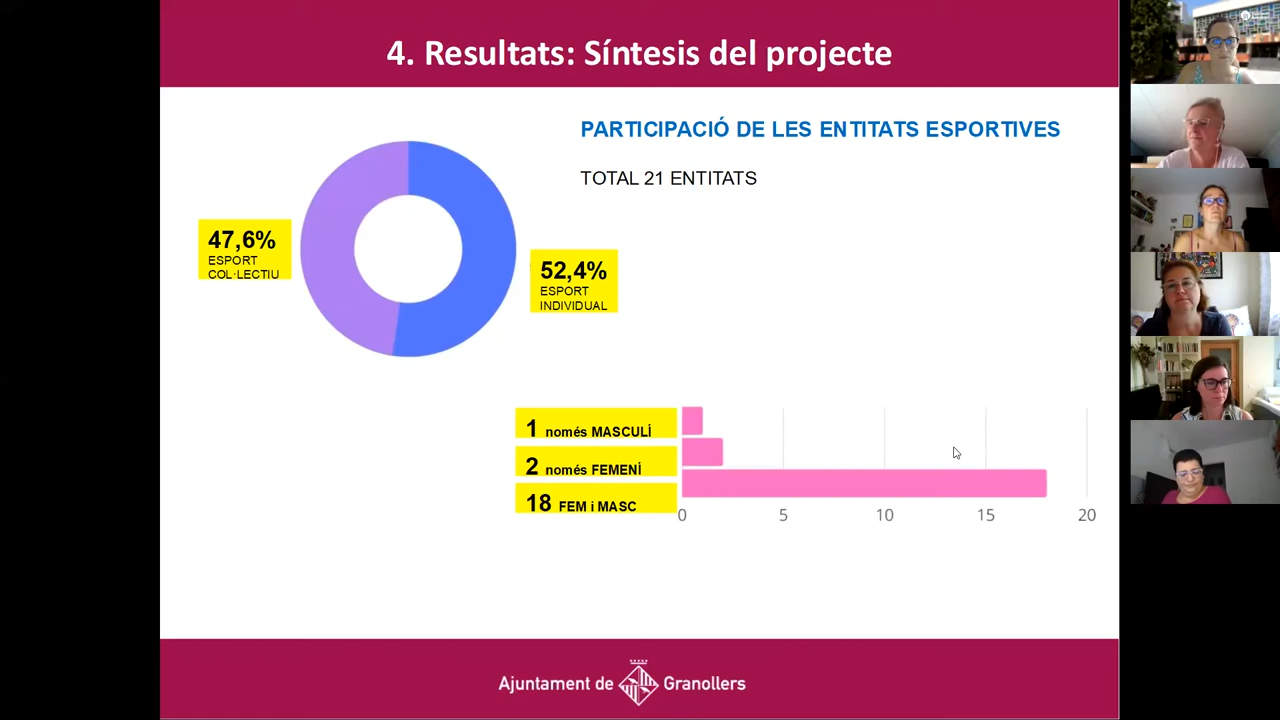 4. Resultats: Síntesis del projecte
PARTICIPACIÓ DE LES ENTITATS ESPORTIVES
TOTAL 21 ENTITATS
47,6%
ESPORT
COL·LECTIU
52,4%
ESPORT
INDIVIDUAL
1 només MASCULÍ
2 només FEMENÍ
18 FEM i MASC
0 5 10 15 20
Ajuntament de Granollers